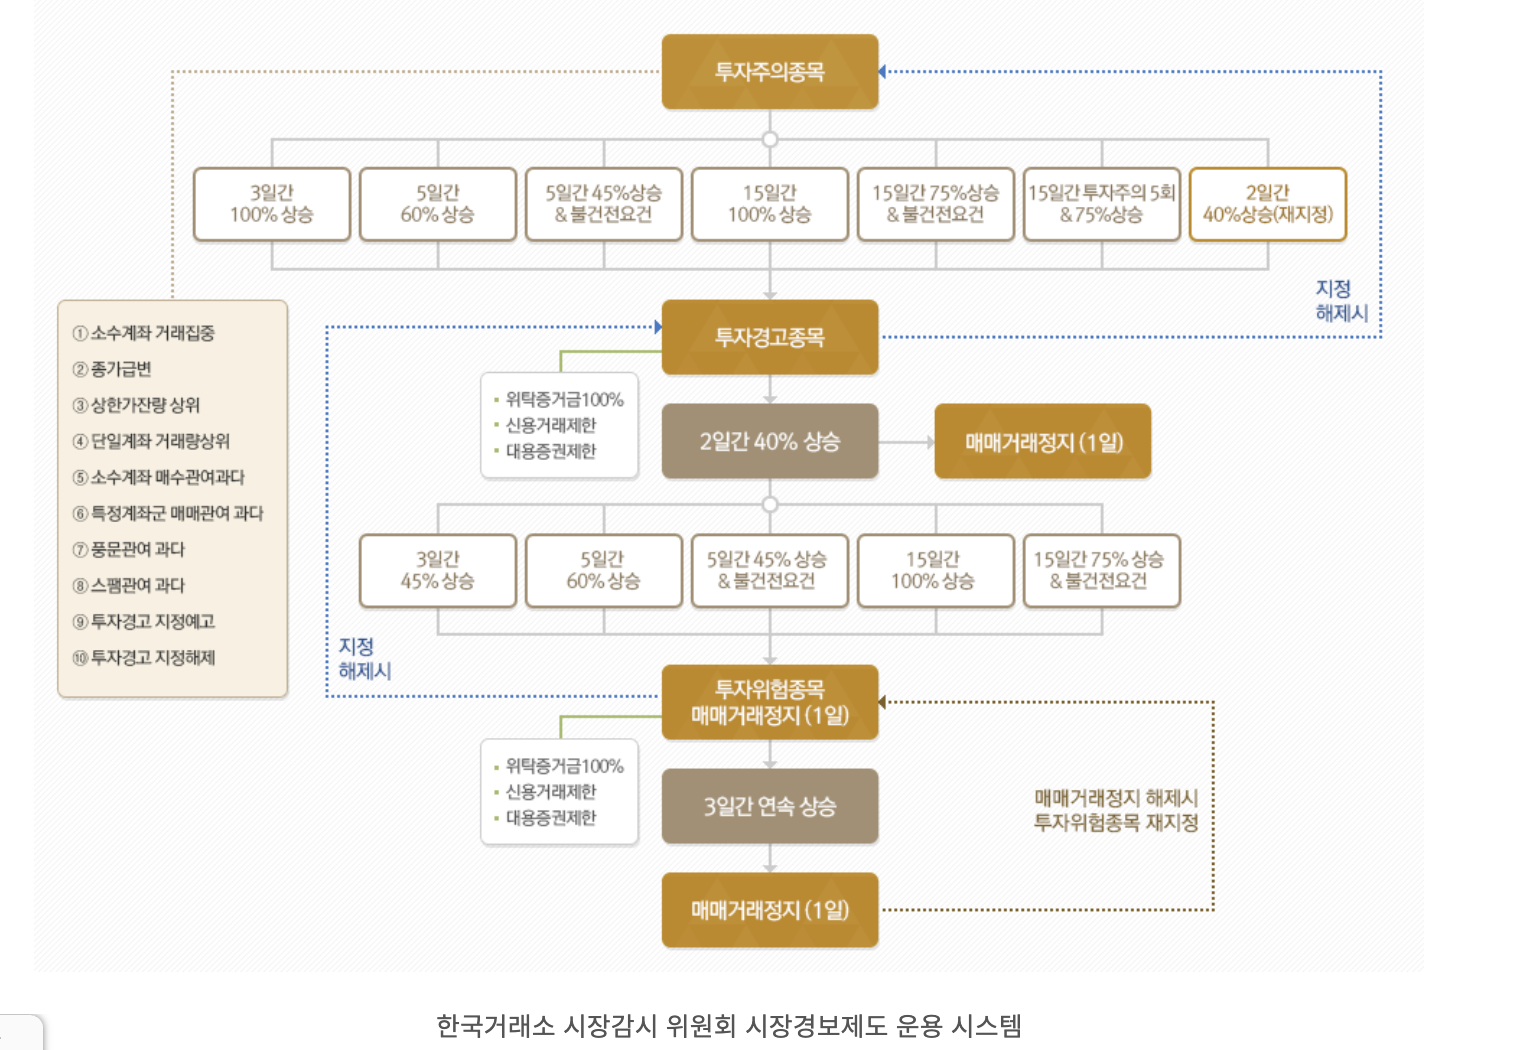 투자주의종목
3일간
100% 상승
5일간
60% 상승
5일간 45%상승
& 불건전요건
15일간
100% 상승
15일간 75%상승
& 불건전요건
15일간 투자주의 5회
& 75%상승
2일간
40%상승(재지정)
지정
해제시
① 소수계좌 거래집중
② 종가급변
③ 상한가잔량 상위
④ 단일계좌 거래량상위
⑤ 소수계좌 매수관여과다
⑥ 특정계좌군 매매관여 과다
⑦ 풍문관여 과다
⑧ 스팸관여 과다
⑨ 투자경고 지정예고
⑩ 투자경고 지정해제
투자경고종목
위탁증거금100%
신용거래제한
대용증권제한
2일간 40% 상승
매매거래정지 (1일)
3일간
45% 상승
5일간
60% 상승
5일간 45% 상승
& 불건전요건
15일간
100% 상승
15일간 75% 상승
& 불건전요건
지정
해제시
투자위험종목
매매거래정지 (1일)
위탁증거금100%
신용거래제한
대용증권제한
3일간 연속 상승
매매거래정지 해제시
투자위험종목 재지정
매매거래정지 (1일)
한국거래소 시장감시 위원회 시장경보제도 운용 시스템